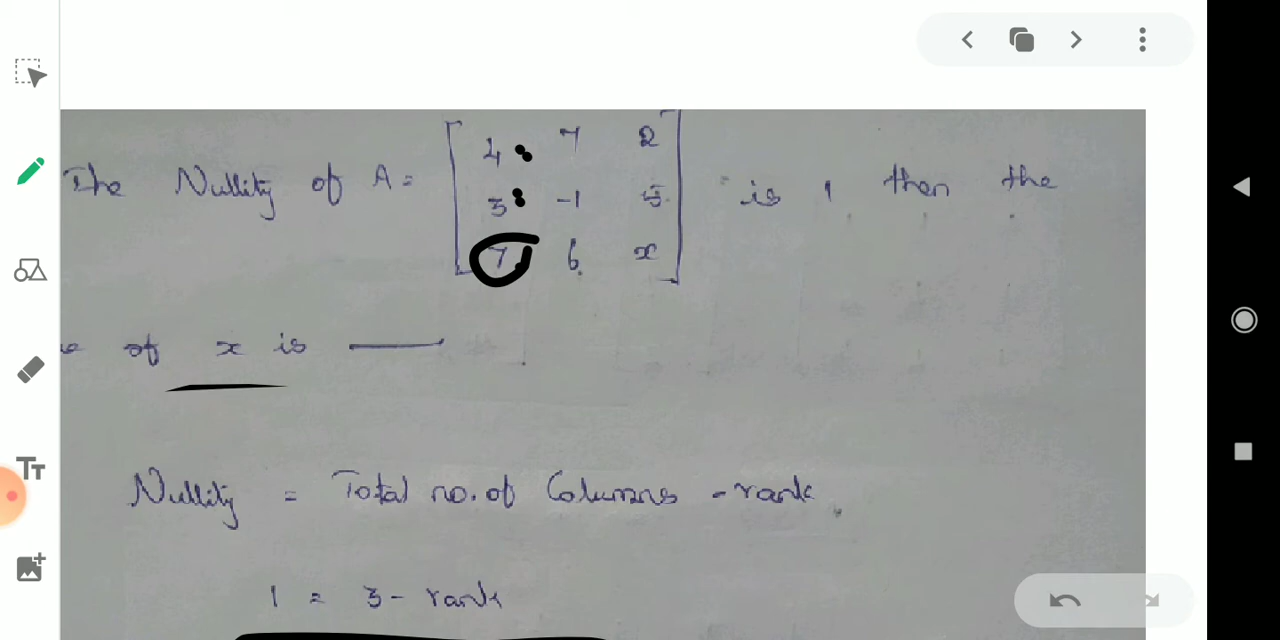 The Nullity of A = [ 4 7 2
3 -1 5
7 6 x ] is 1, then the
of x is ———
Nullity = Total no. of Columns - rank
1 = 3 - rank
TT